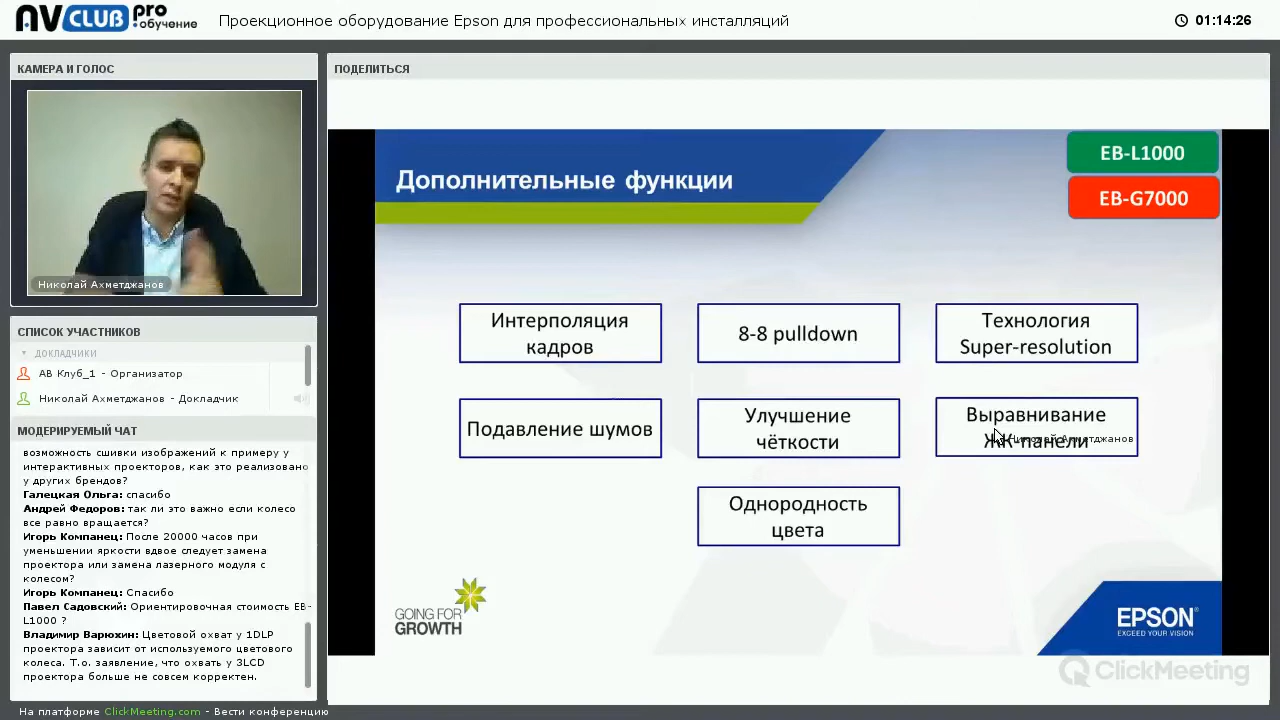 AV CLUB pro •обучение
Проекционное оборудование Epson для профессиональных инсталляций
01:14:26
КАМЕРА И ГОЛОС
Николай Ахметджанов
СПИСОК УЧАСТНИКОВ
ДОКЛАДЧИКИ
АВ Клуб_1 - Организатор
Николай Ахметджанов - Докладчик
МОДЕРИРУЕМЫЙ ЧАТ
возможность сшивки изображений к примеру у
интерактивных проекторов, как это реализовано
у других брендов?
Галецкая Ольга: спасибо
Андрей Федоров: так ли это важно если колесо
все равно вращается?
Игорь Компанец: После 20000 часов при
уменьшении яркости вдвое следует замена
проектора или замена лазерного модуля с
колесом?
Игорь Компанец: Спасибо
Павел Садовский: Ориентировочная стоимость EB-
L1000 ?
Владимир Варюхин: Цветовой охват у 1DLP
проектора зависит от используемого цветового
колеса. Т.о. заявление, что охвать у 3LCD
проектора больше не совсем корректен.
ПОДЕЛИТЬСЯ
Дополнительные функции
EB-L1000
EB-G7000
Интерполяция
кадров
8-8 pulldown
Технология
Super-resolution
Подавление шумов
Улучшение
чёткости
Выравнивание
ЖК-панели
Николай Ахметджанов
Однородность
цвета
GOING FOR
GROWTH
EPSON®
EXCEED YOUR VISION
ClickMeeting
На платформе ClickMeeting.com - Вести конференцию